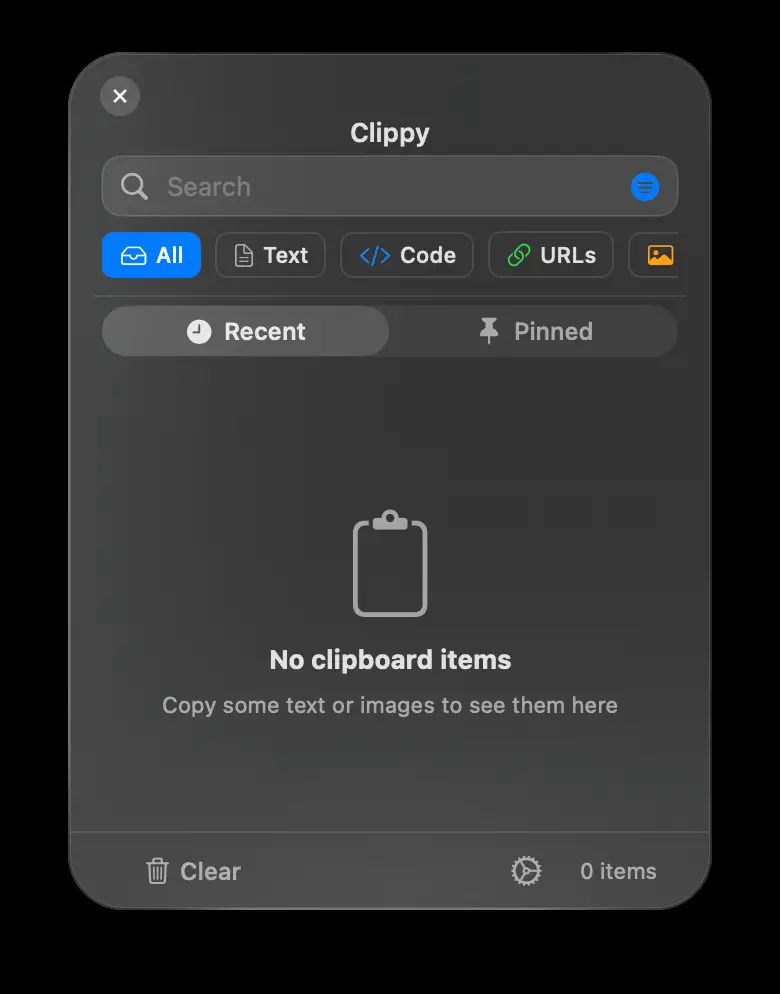 Clippy
Search
All Text Code URLs
Recent Pinned
No clipboard items
Copy some text or images to see them here
Clear 0 items